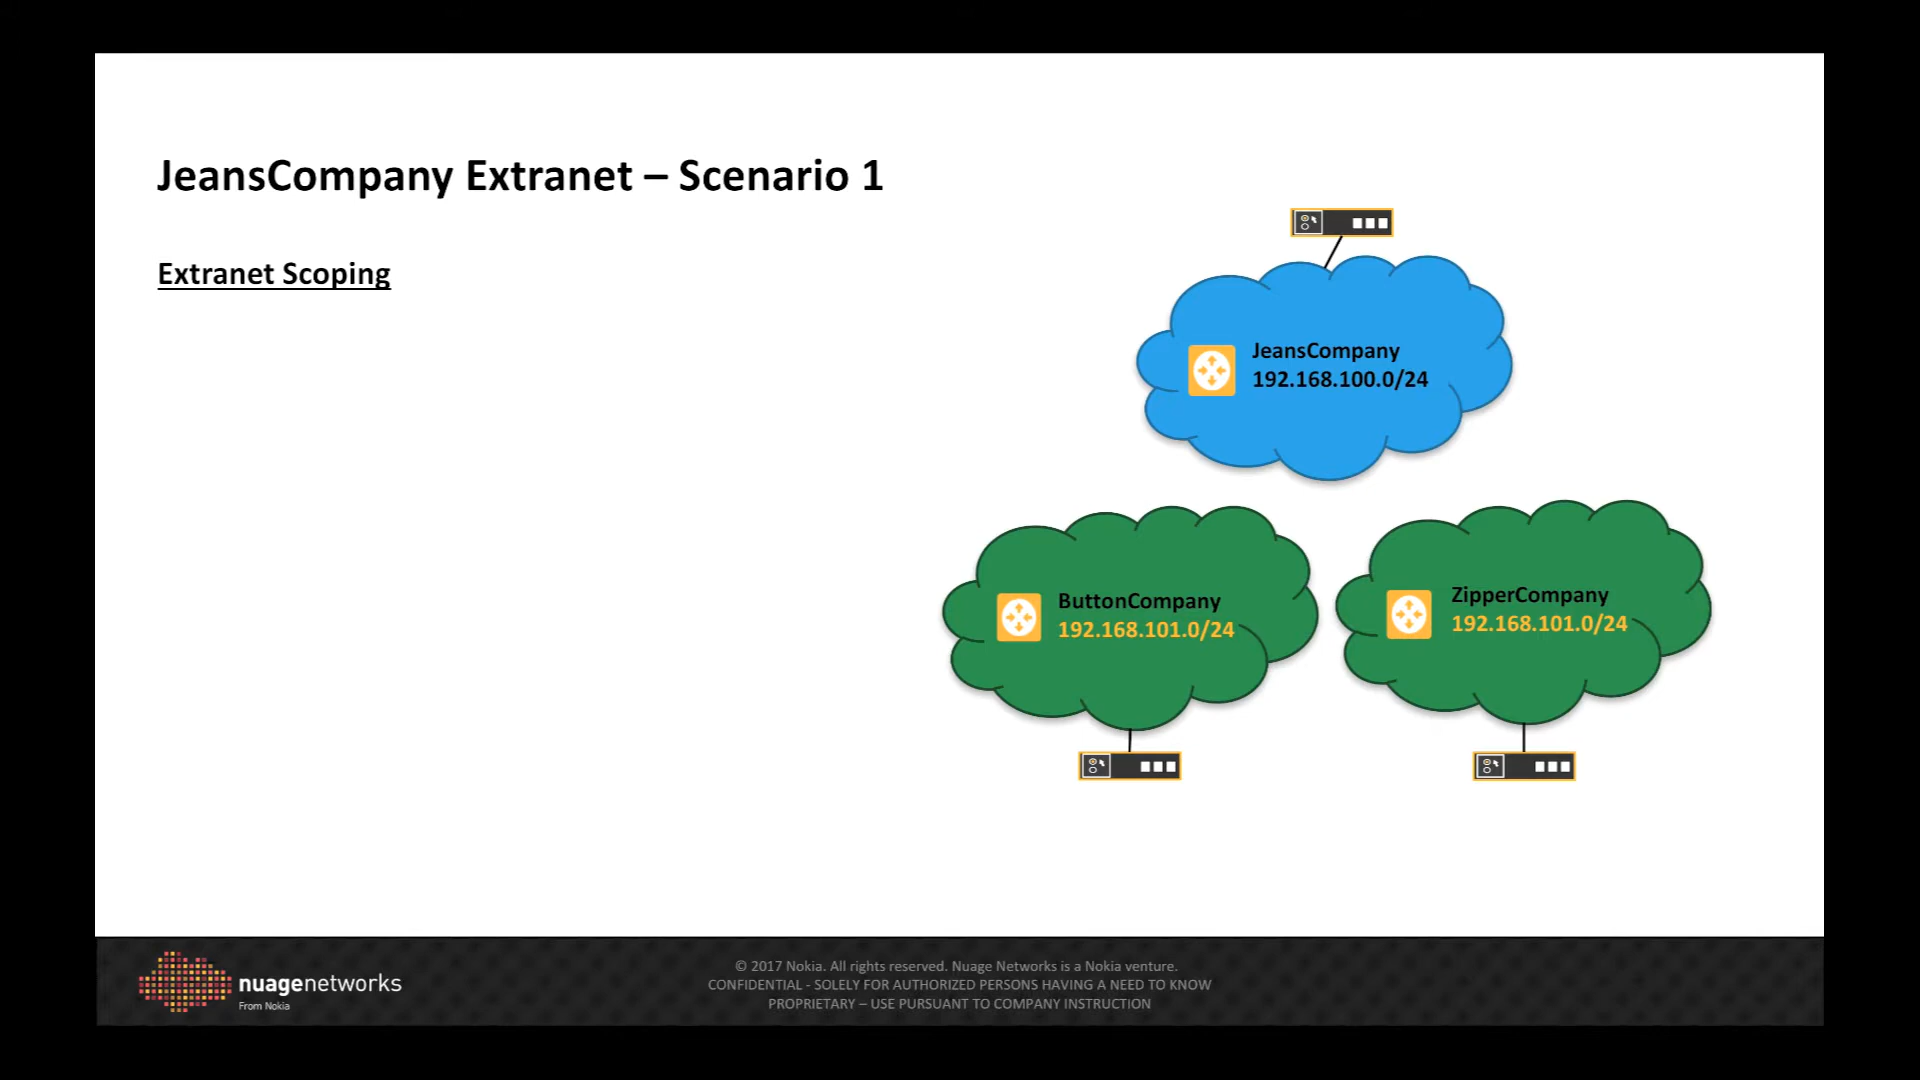 JeansCompany Extranet – Scenario 1
Extranet Scoping
JeansCompany
192.168.100.0/24
ButtonCompany
192.168.101.0/24
ZipperCompany
192.168.101.0/24
nuagenetworks
From Nokia
© 2017 Nokia. All rights reserved. Nuage Networks is a Nokia venture.
CONFIDENTIAL - SOLELY FOR AUTHORIZED PERSONS HAVING A NEED TO KNOW
PROPRIETARY – USE PURSUANT TO COMPANY INSTRUCTION